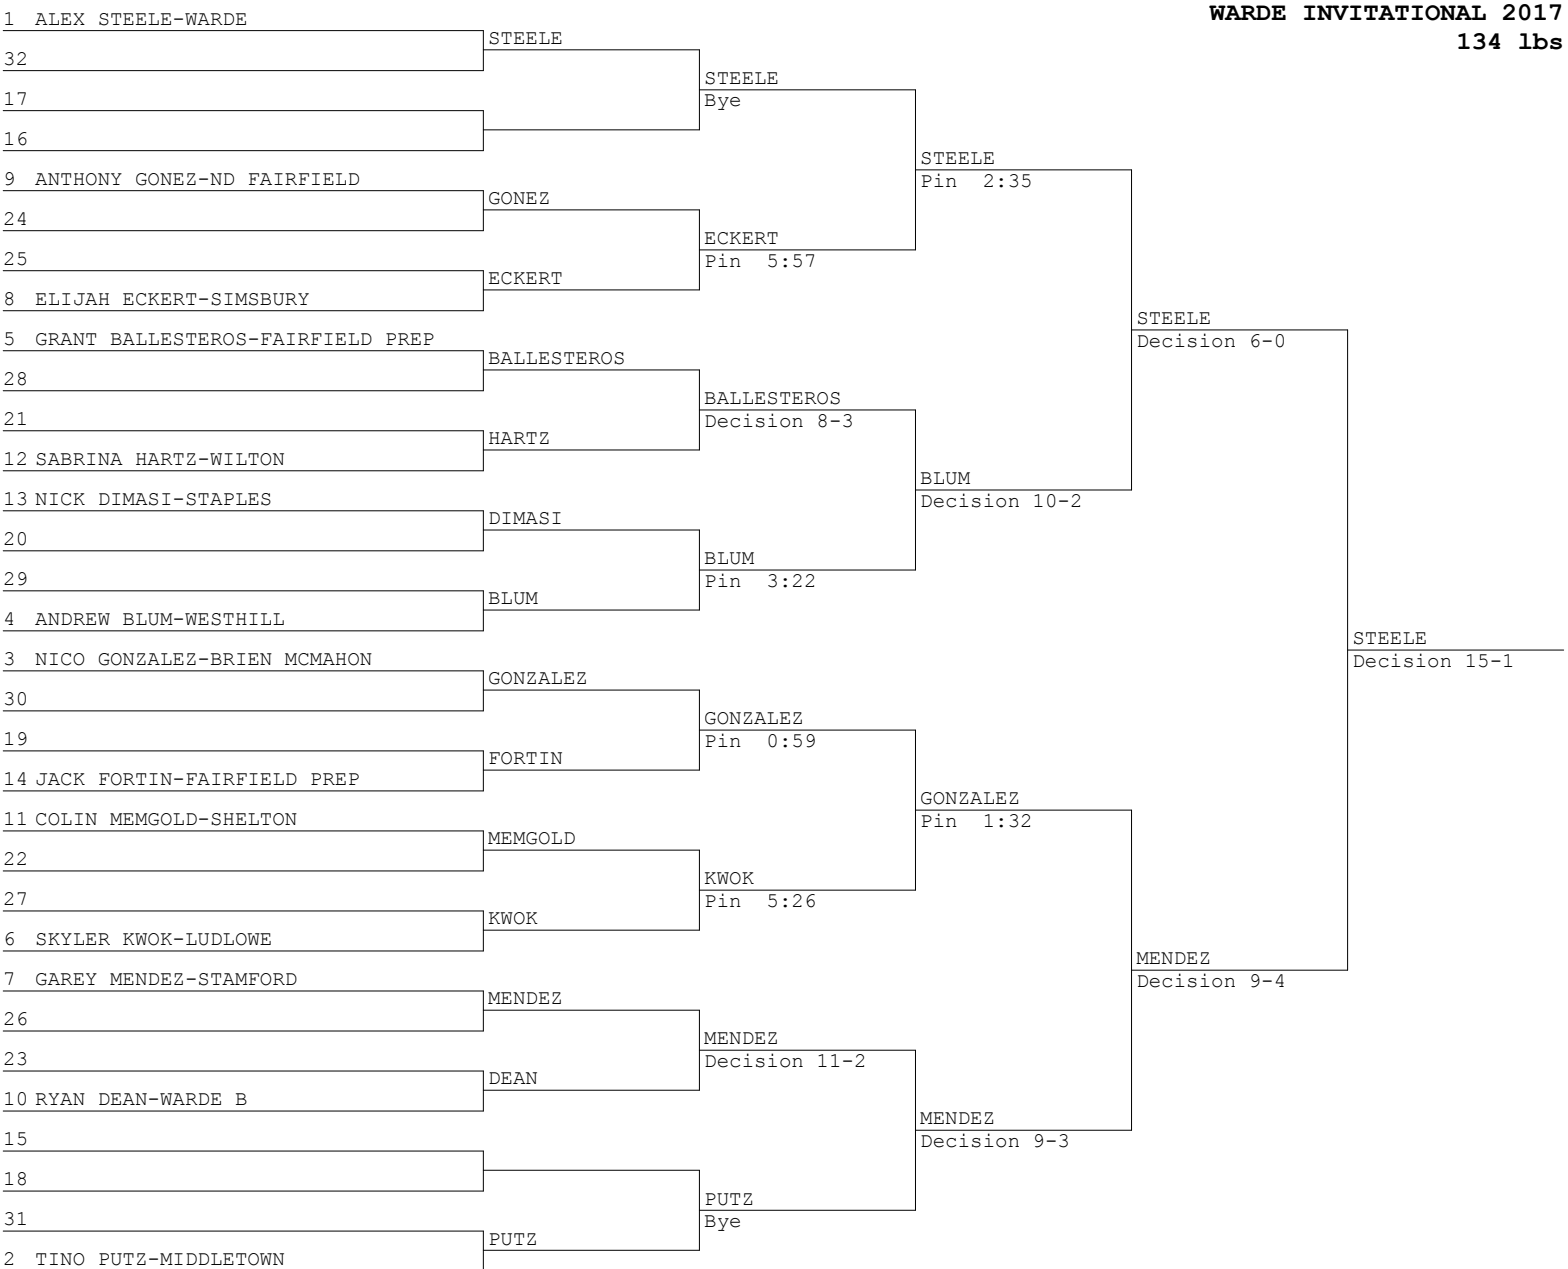 WARDE INVITATIONAL 2017
134 lbs
1 ALEX STEELE-WARDE
32
17
16
9 ANTHONY GONEZ-ND FAIRFIELD
24
25
8 ELIJAH ECKERT-SIMSBURY
5 GRANT BALLESTEROS-FAIRFIELD PREP
28
21
12 SABRINA HARTZ-WILTON
13 NICK DIMASI-STAPLES
20
29
4 ANDREW BLUM-WESTHILL
3 NICO GONZALEZ-BRIEN MCMAHON
30
19
14 JACK FORTIN-FAIRFIELD PREP
11 COLIN MEMGOLD-SHELTON
22
27
6 SKYLER KWOK-LUDLOWE
7 GAREY MENDEZ-STAMFORD
26
23
10 RYAN DEAN-WARDE B
15
18
31
2 TINO PUTZ-MIDDLETOWN
STEELE
GONEZ
ECKERT
BALLESTEROS
HARTZ
DIMASI
BLUM
GONZALEZ
FORTIN
MEMGOLD
KWOK
MENDEZ
DEAN
PUTZ
STEELE
Bye
ECKERT
Pin 5:57
BALLESTEROS
Decision 8-3
BLUM
Pin 3:22
GONZALEZ
Pin 0:59
KWOK
Pin 5:26
MENDEZ
Decision 11-2
PUTZ
Bye
STEELE
Pin 2:35
BLUM
Decision 10-2
GONZALEZ
Pin 1:32
MENDEZ
Decision 9-3
STEELE
Decision 6-0
MENDEZ
Decision 9-4
STEELE
Decision 15-1